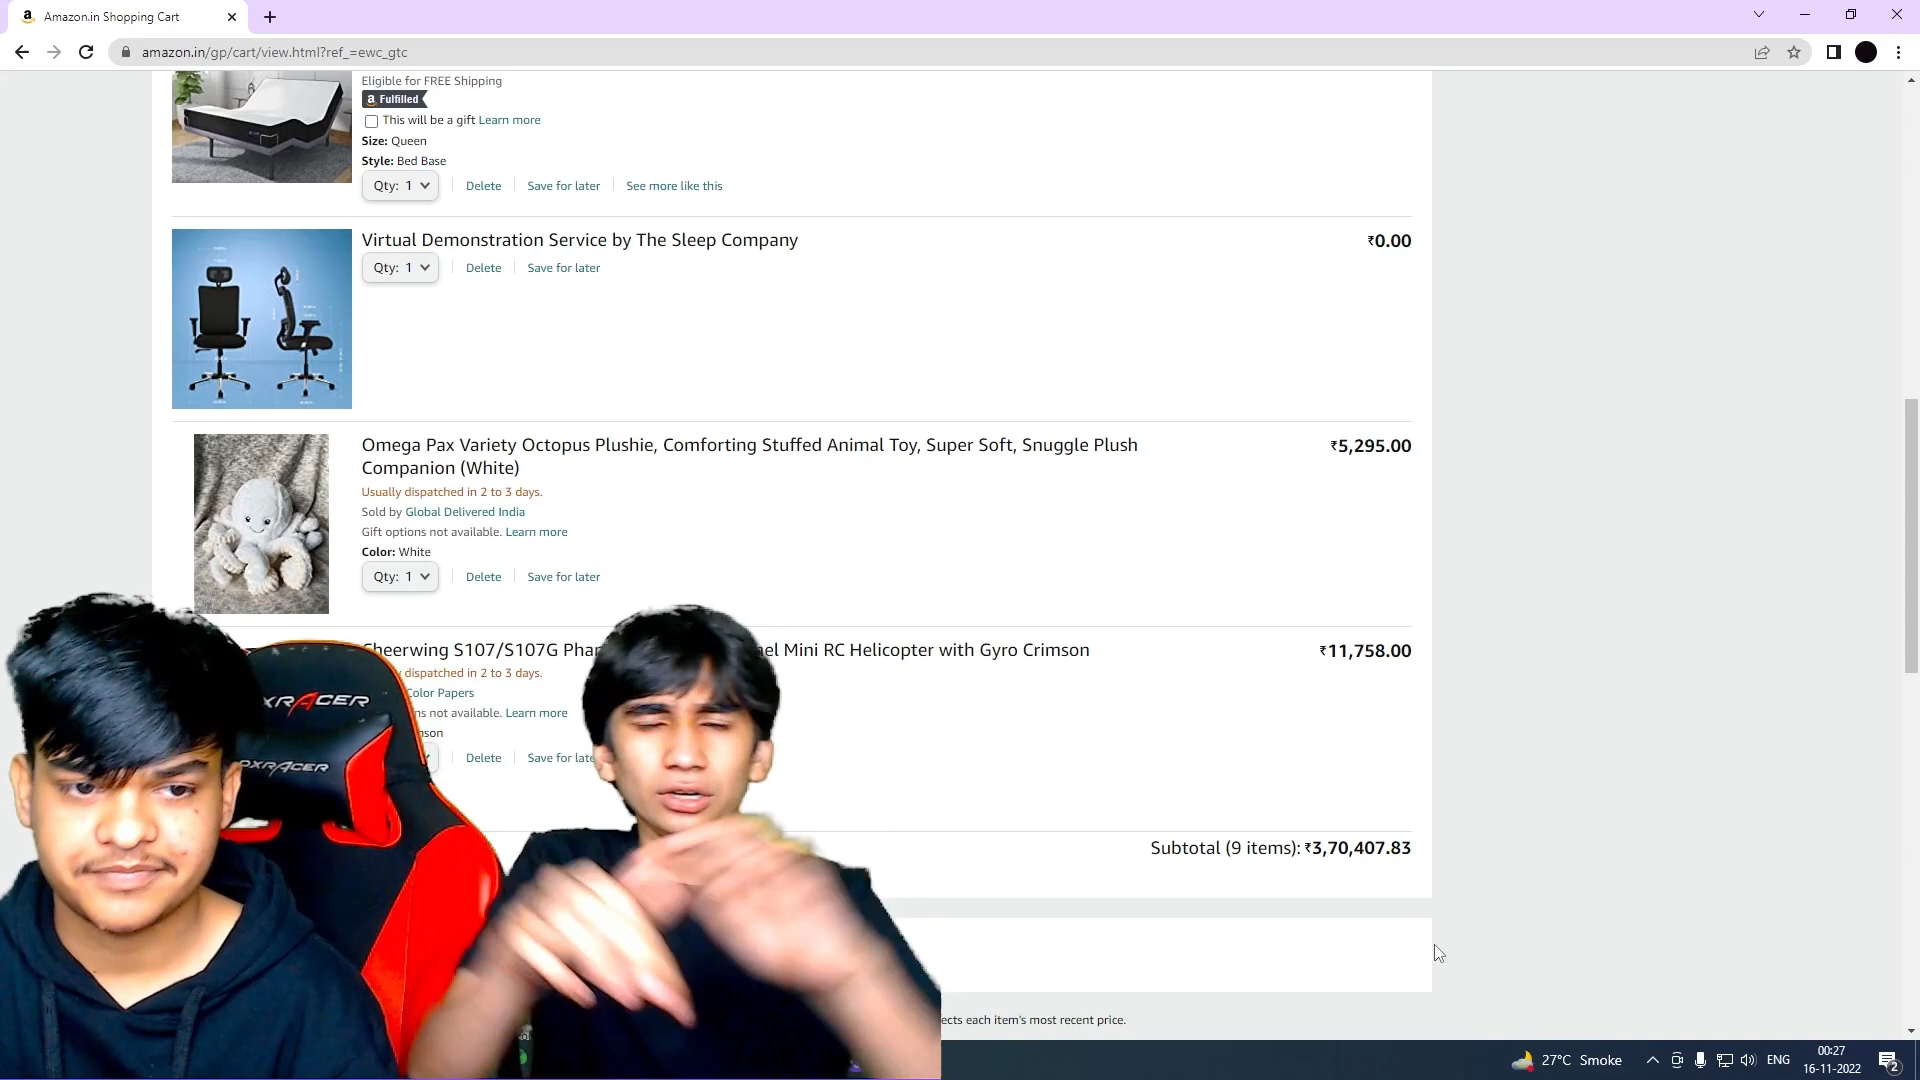 Amazon.in Shopping Cart
amazon.in/gp/cart/view.html?ref_=ewc_gtc
Eligible for FREE Shipping
a Fulfilled
This will be a gift Learn more
Size: Queen
Style: Bed Base
Qty: 1 Delete Save for later See more like this
Virtual Demonstration Service by The Sleep Company ₹0.00
Qty: 1 Delete Save for later
Omega Pax Variety Octopus Plushie, Comforting Stuffed Animal Toy, Super Soft, Snuggle Plush ₹5,295.00
Companion (White)
Usually dispatched in 2 to 3 days.
Sold by Global Delivered India
Gift options not available. Learn more
Color: White
Qty: 1 Delete Save for later
Cheerwing S107/S107G Mini RC Helicopter with Gyro Crimson ₹11,758.00
dispatched in 2 to 3 days.
Color Papers
not available. Learn more
Delete Save for
DXRACER
Subtotal (9 items): ₹3,70,407.83
each item's most recent price.
27°C Smoke ENG 00:27
16-11-2022 2